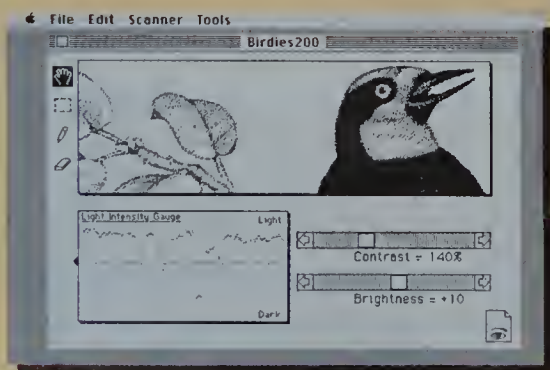 File Edit Scanner Tools
Birdies200
Light Intensity Gauge
Light
Dark
Contrast = 140%
Brightness = +10